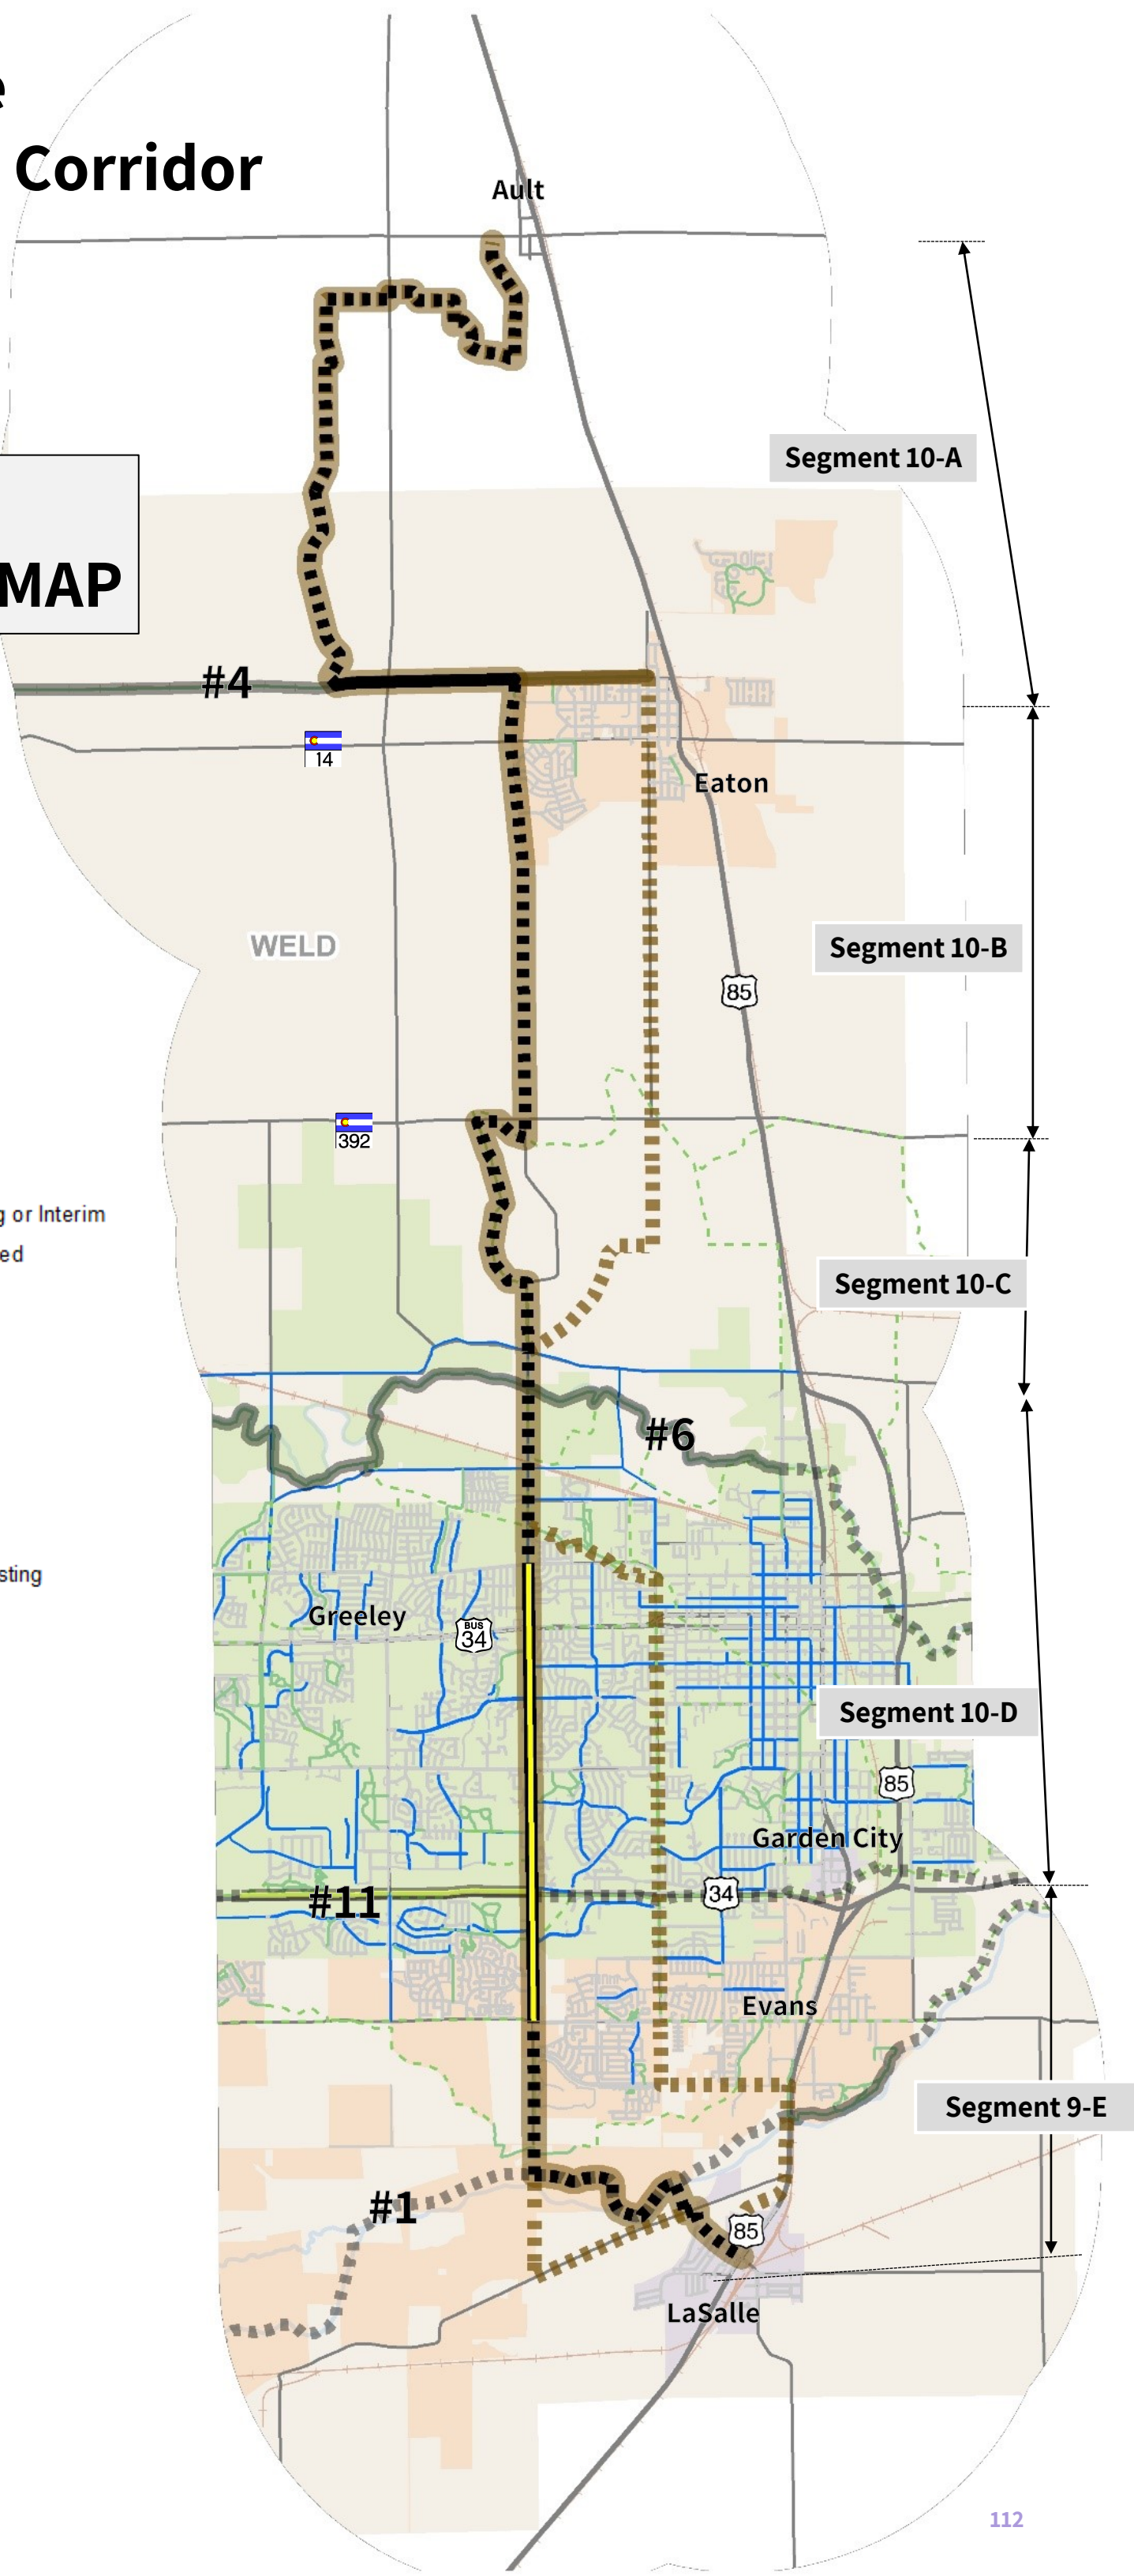 e
Corridor
Ault
Segment 10-A
MAP
#4
14
Eaton
WELD
Segment 10-B
85
392
g or Interim
ed
Segment 10-C
#6
sting
Greeley
BUS
34
Segment 10-D
85
Garden City
#11
34
Evans
Segment 9-E
#1
85
LaSalle
112